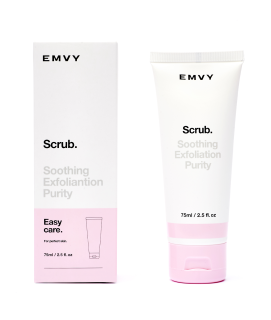 EMVY
Scrub.
Soothing
Exfoliantion
Purity
Easy
care.
For perfect skin
75ml / 2.5 fl. oz
EMVY
Scrub.
Soothing
Exfoliation
Purity
75ml / 2.5 fl. oz